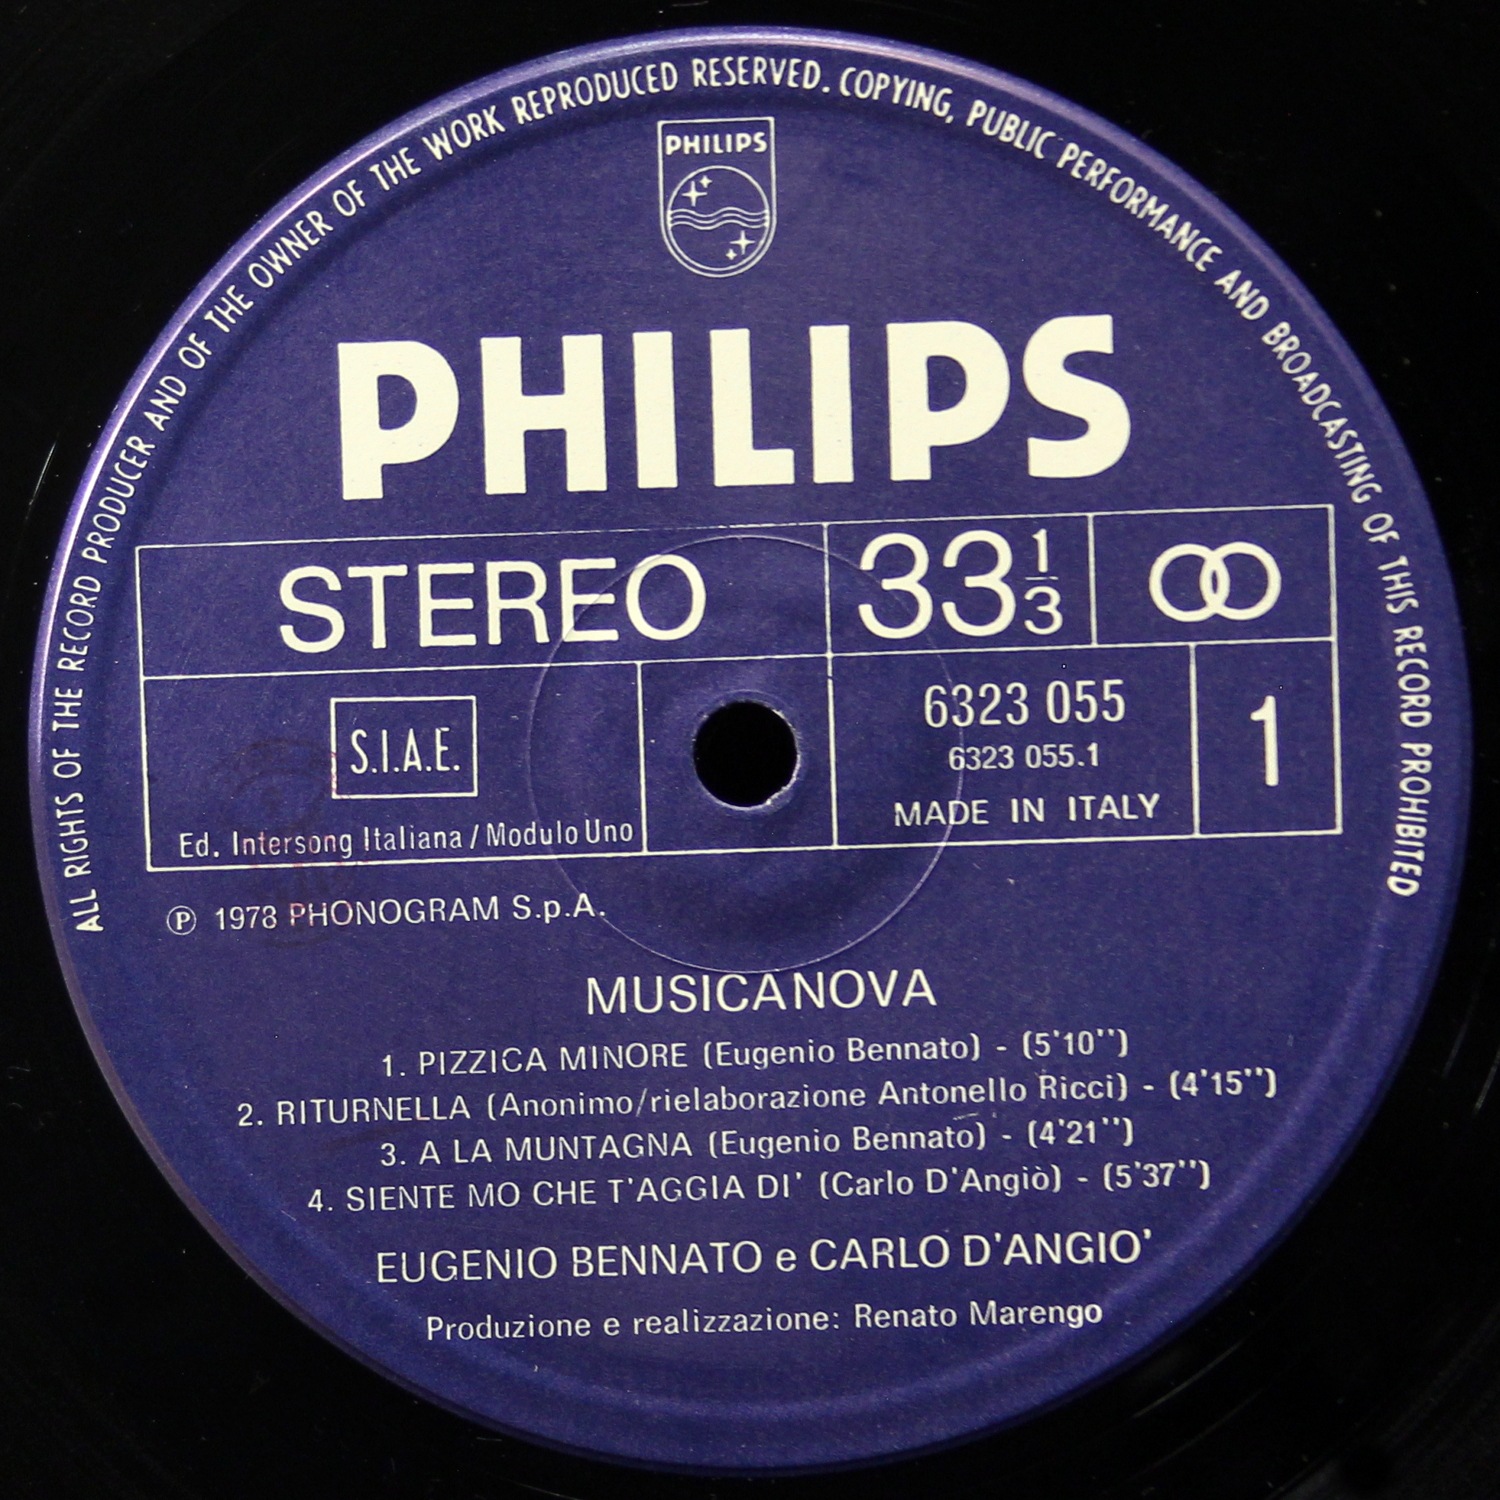 ALL RIGHTS OF THE RECORD PRODUCER AND OF THE OWNER OF THE WORK REPRODUCED RESERVED. COPYING, PUBLIC PERFORMANCE AND BROADCASTING OF THIS RECORD PROHIBITED
PHILIPS
PHILIPS
STEREO 33 1/3
S.I.A.E.
Ed. Intersong Italiana / Modulo Uno
6323 055
6323 055.1
MADE IN ITALY
1
Ⓟ 1978 PHONOGRAM S.p.A.
MUSICANOVA
1. PIZZICA MINORE (Eugenio Bennato) - (5'10'')
2. RITURNELLA (Anonimo/rielaborazione Antonello Ricci) - (4'15'')
3. A LA MUNTAGNA (Eugenio Bennato) - (4'21'')
4. SIENTE MO CHE T'AGGIA DI' (Carlo D'Angiò) - (5'37'')
EUGENIO BENNATO e CARLO D'ANGIO'
Produzione e realizzazione: Renato Marengo